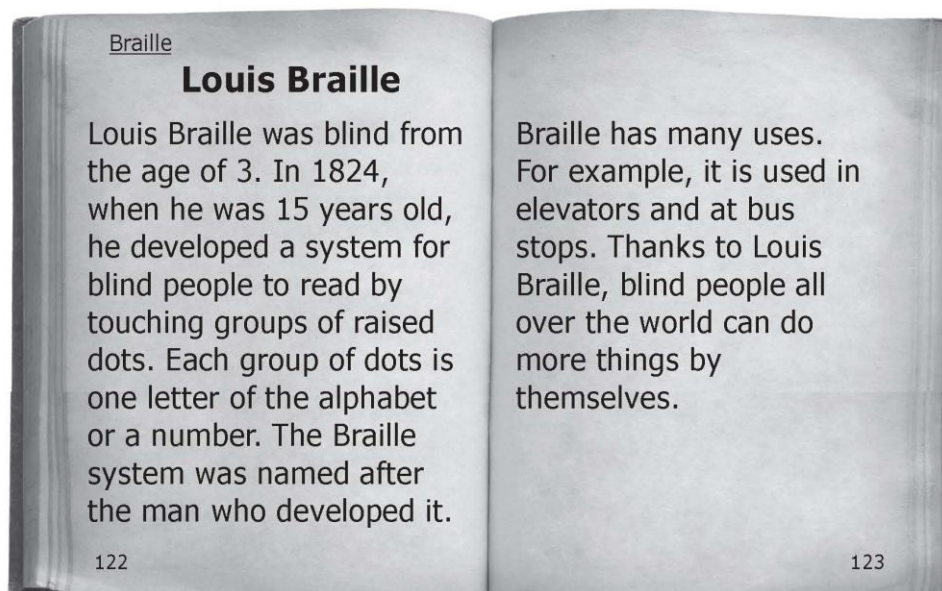 Braille
Louis Braille
Louis Braille was blind from
the age of 3. In 1824,
when he was 15 years old,
he developed a system for
blind people to read by
touching groups of raised
dots. Each group of dots is
one letter of the alphabet
or a number. The Braille
system was named after
the man who developed it.
122
Braille has many uses.
For example, it is used in
elevators and at bus
stops. Thanks to Louis
Braille, blind people all
over the world can do
more things by
themselves.
123